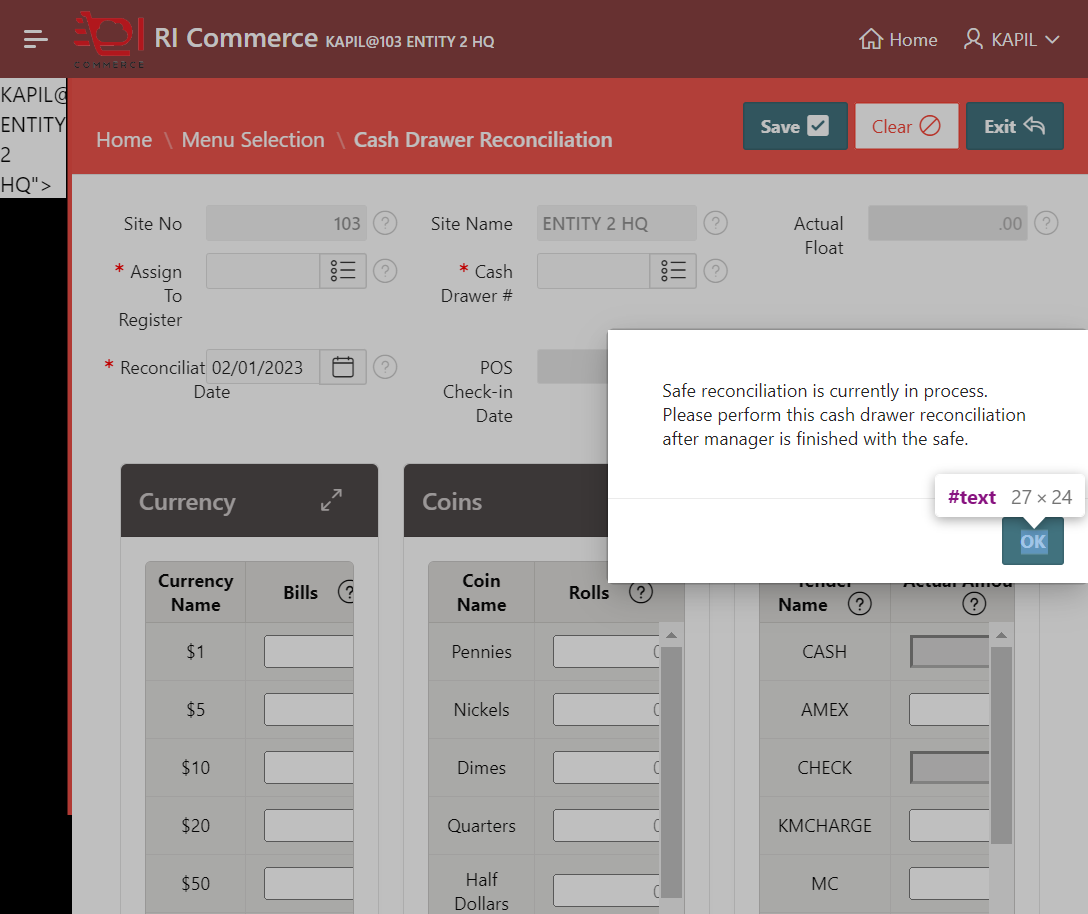 RI Commerce KAPIL@103 ENTITY 2 HQ
COMMERCE
Home
KAPIL
KAPIL@
ENTITY
2
HQ">
Home \ Menu Selection \ Cash Drawer Reconciliation
Save
Clear
Exit
Site No 103 ?
Site Name ENTITY 2 HQ ?
Actual
Float
.00 ?
* Assign
To
Register
?
* Cash
Drawer #
?
* Reconciliat
Date
02/01/2023 ?
POS
Check-in
Date
Safe reconciliation is currently in process.
Please perform this cash drawer reconciliation
after manager is finished with the safe.
#text 27 × 24
OK
Currency
Coins
Currency
Name
Bills ?
$1
$5
$10
$20
$50
Coin
Name
Rolls ?
Pennies
Nickels
Dimes
Quarters
Half
Dollars
Tender
Name ?
Actual Amou
?
CASH
AMEX
CHECK
KMCHARGE
MC